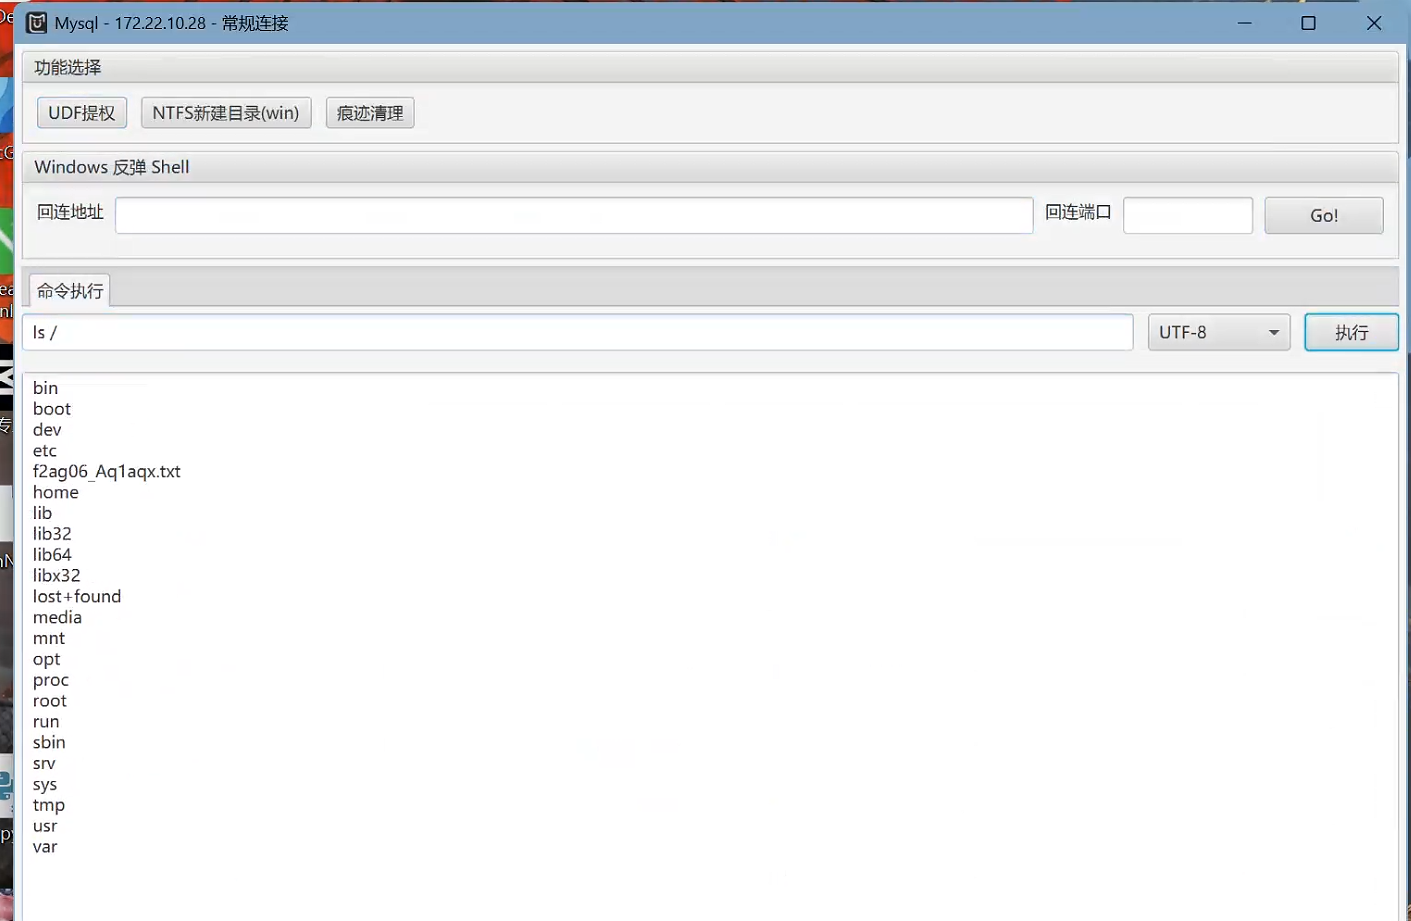 Mysql - 172.22.10.28 - 常规连接
功能选择
UDF提权 NTFS新建目录(win) 痕迹清理
Windows 反弹 Shell
回连地址 回连端口 Go!
命令执行
ls / UTF-8 执行
bin
boot
dev
etc
f2ag06_Aq1aqx.txt
home
lib
lib32
lib64
libx32
lost+found
media
mnt
opt
proc
root
run
sbin
srv
sys
tmp
usr
var